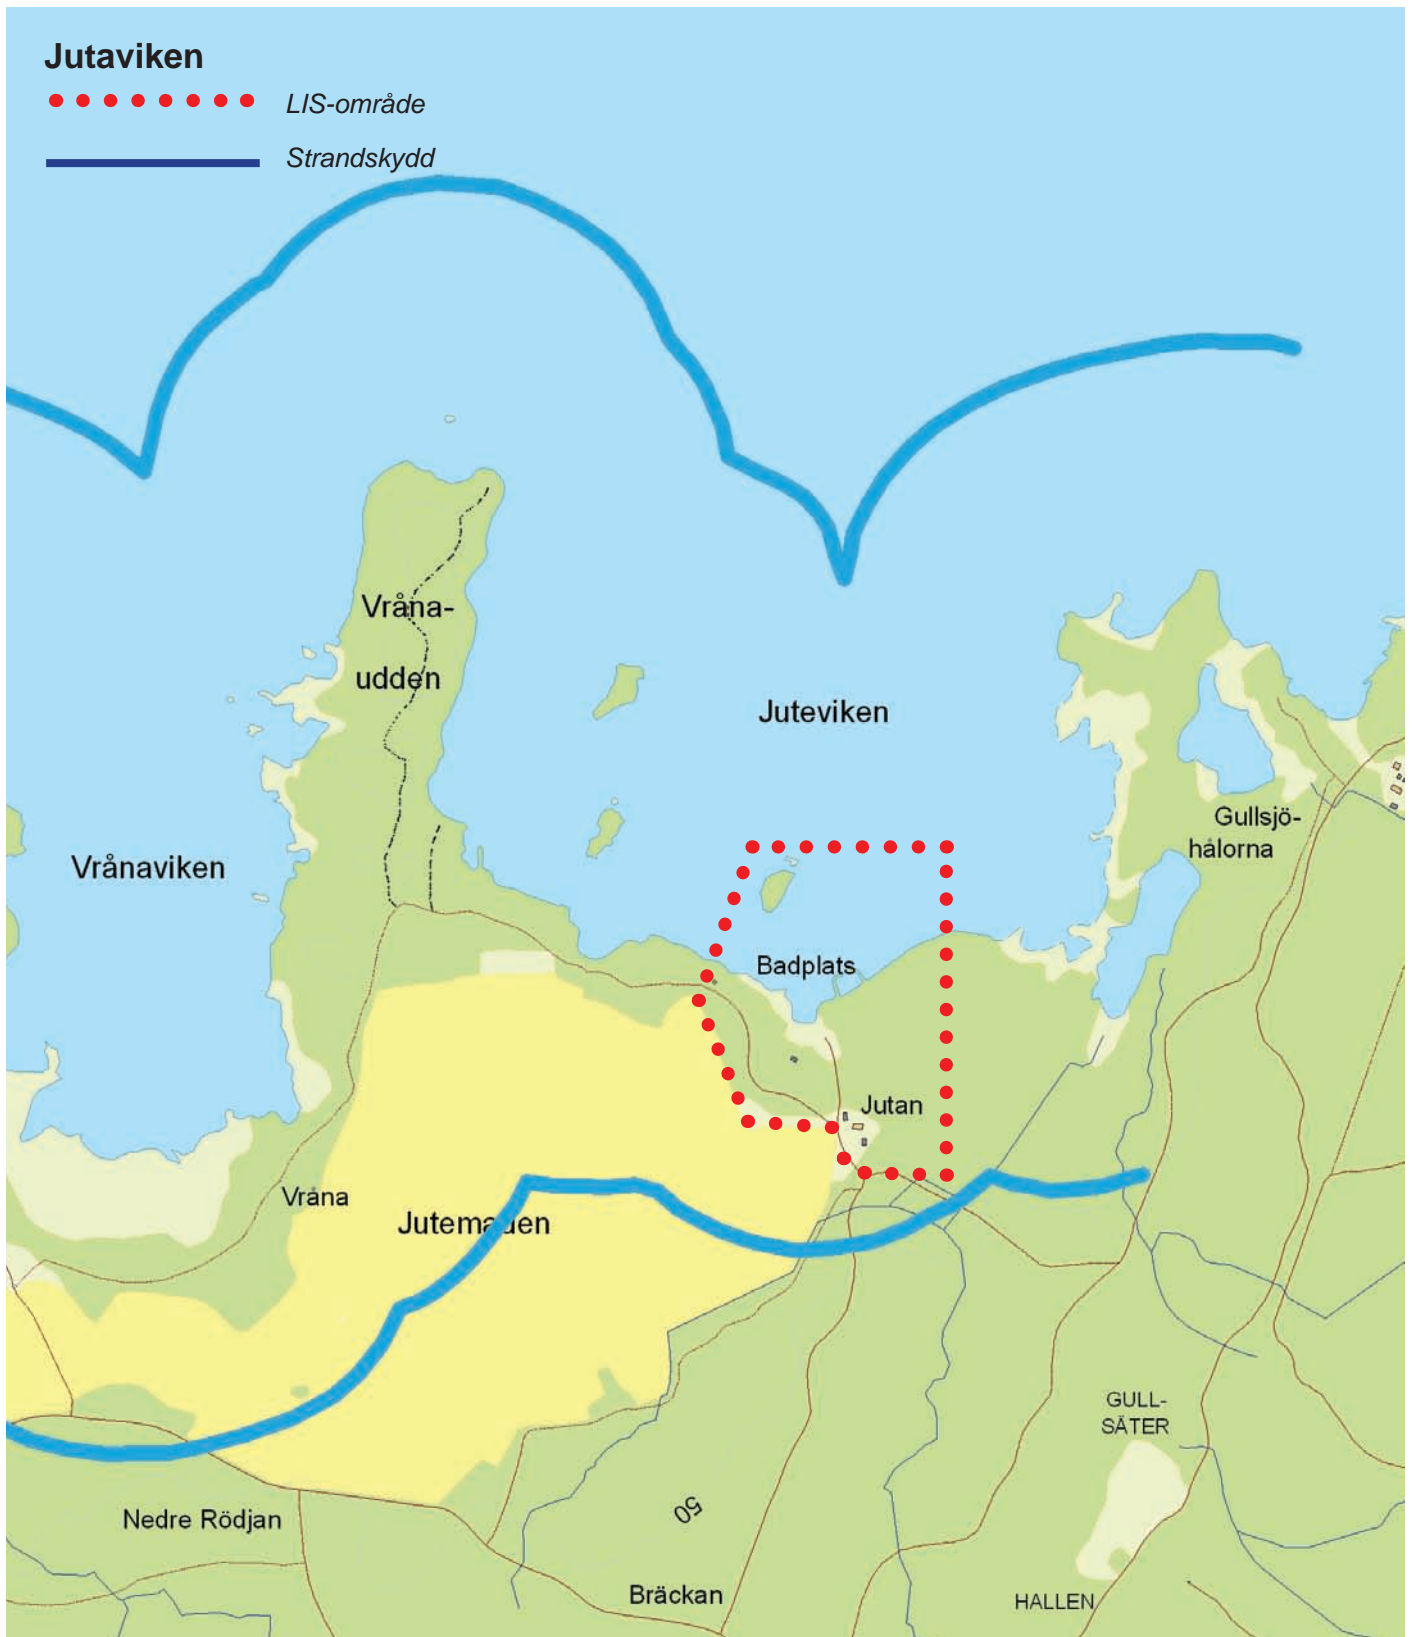 Jutaviken
LIS-område
Strandskydd
Vråna-
udden
Juteviken
Gullsjö-
hålorna
Vrånaviken
Badplats
Jutan
Vråna
Jutemaden
GULL-
SÄTER
50
Nedre Rödjan
Bräckan
HALLEN